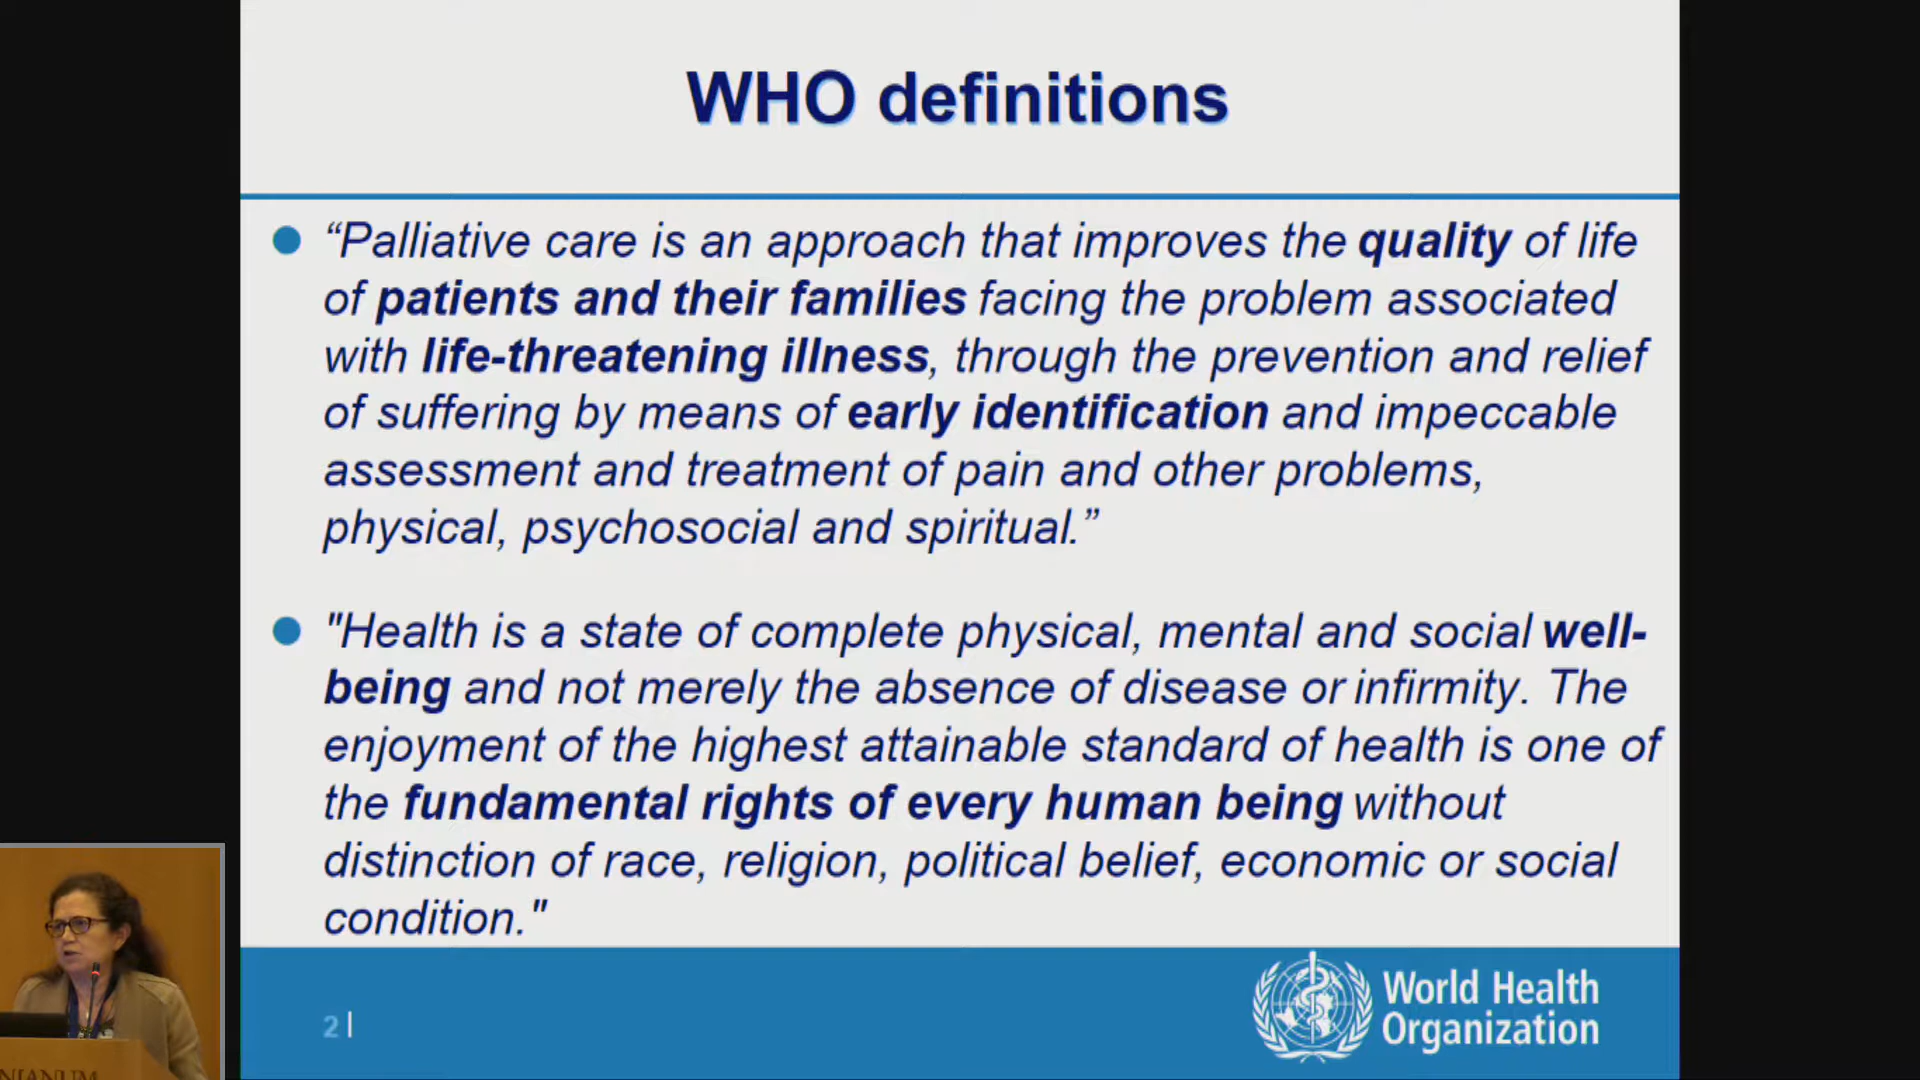 WHO definitions
“Palliative care is an approach that improves the quality of life
of patients and their families facing the problem associated
with life-threatening illness, through the prevention and relief
of suffering by means of early identification and impeccable
assessment and treatment of pain and other problems,
physical, psychosocial and spiritual.”
"Health is a state of complete physical, mental and social well-
being and not merely the absence of disease or infirmity. The
enjoyment of the highest attainable standard of health is one of
the fundamental rights of every human being without
distinction of race, religion, political belief, economic or social
condition."
2 |
World Health
Organization